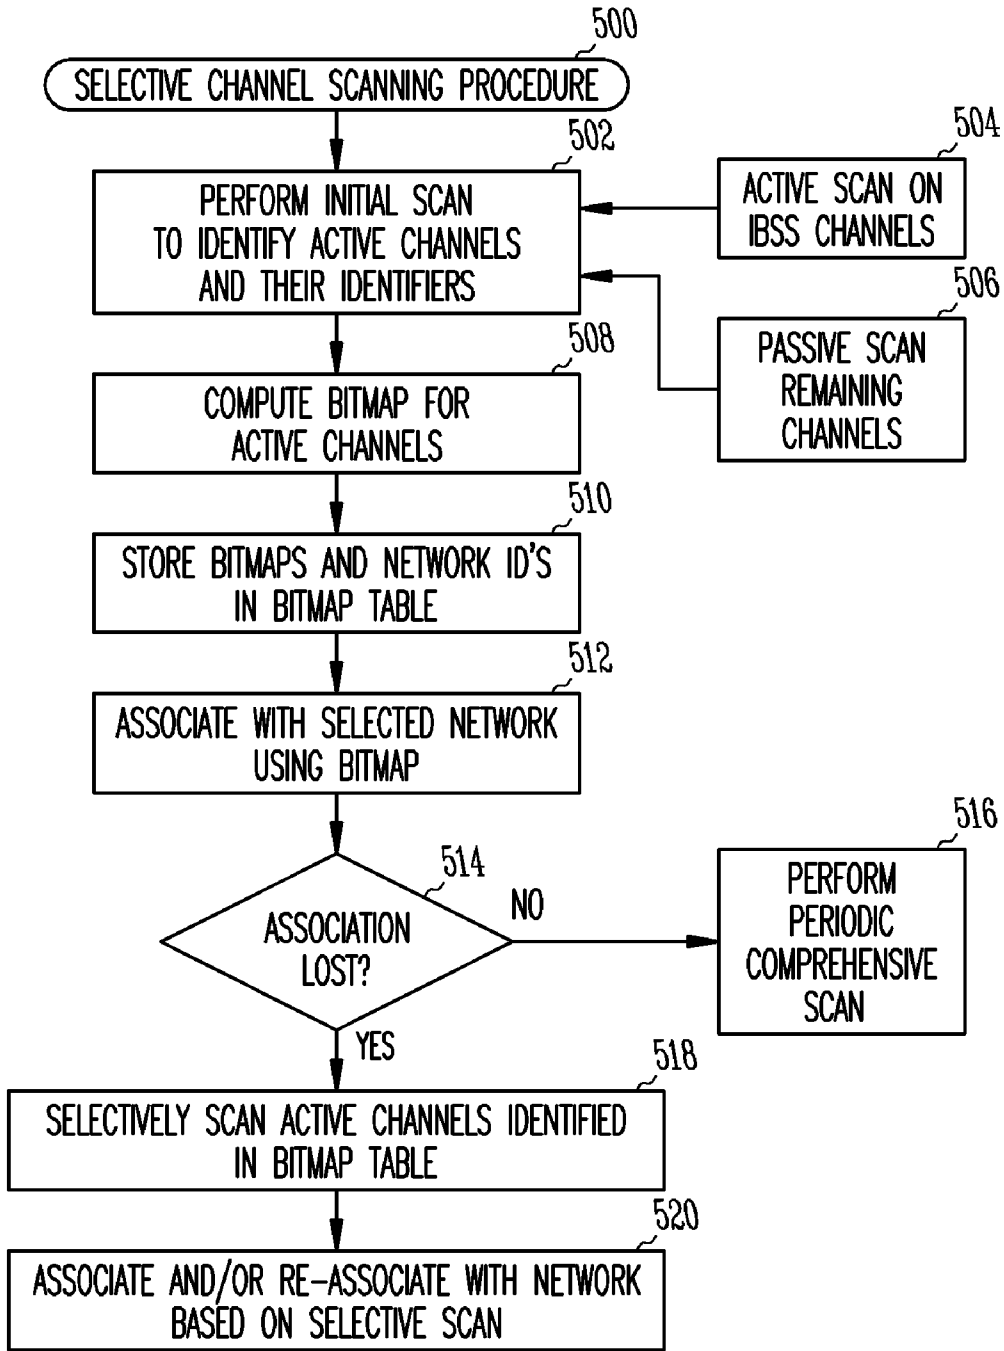 500
SELECTIVE CHANNEL SCANNING PROCEDURE
502
PERFORM INITIAL SCAN
TO IDENTIFY ACTIVE CHANNELS
AND THEIR IDENTIFIERS
504
ACTIVE SCAN ON
IBSS CHANNELS
506
PASSIVE SCAN
REMAINING
CHANNELS
508
COMPUTE BITMAP FOR
ACTIVE CHANNELS
510
STORE BITMAPS AND NETWORK ID'S
IN BITMAP TABLE
512
ASSOCIATE WITH SELECTED NETWORK
USING BITMAP
514
ASSOCIATION
LOST?
NO
516
PERFORM
PERIODIC
COMPREHENSIVE
SCAN
YES
518
SELECTIVELY SCAN ACTIVE CHANNELS IDENTIFIED
IN BITMAP TABLE
520
ASSOCIATE AND/OR RE-ASSOCIATE WITH NETWORK
BASED ON SELECTIVE SCAN